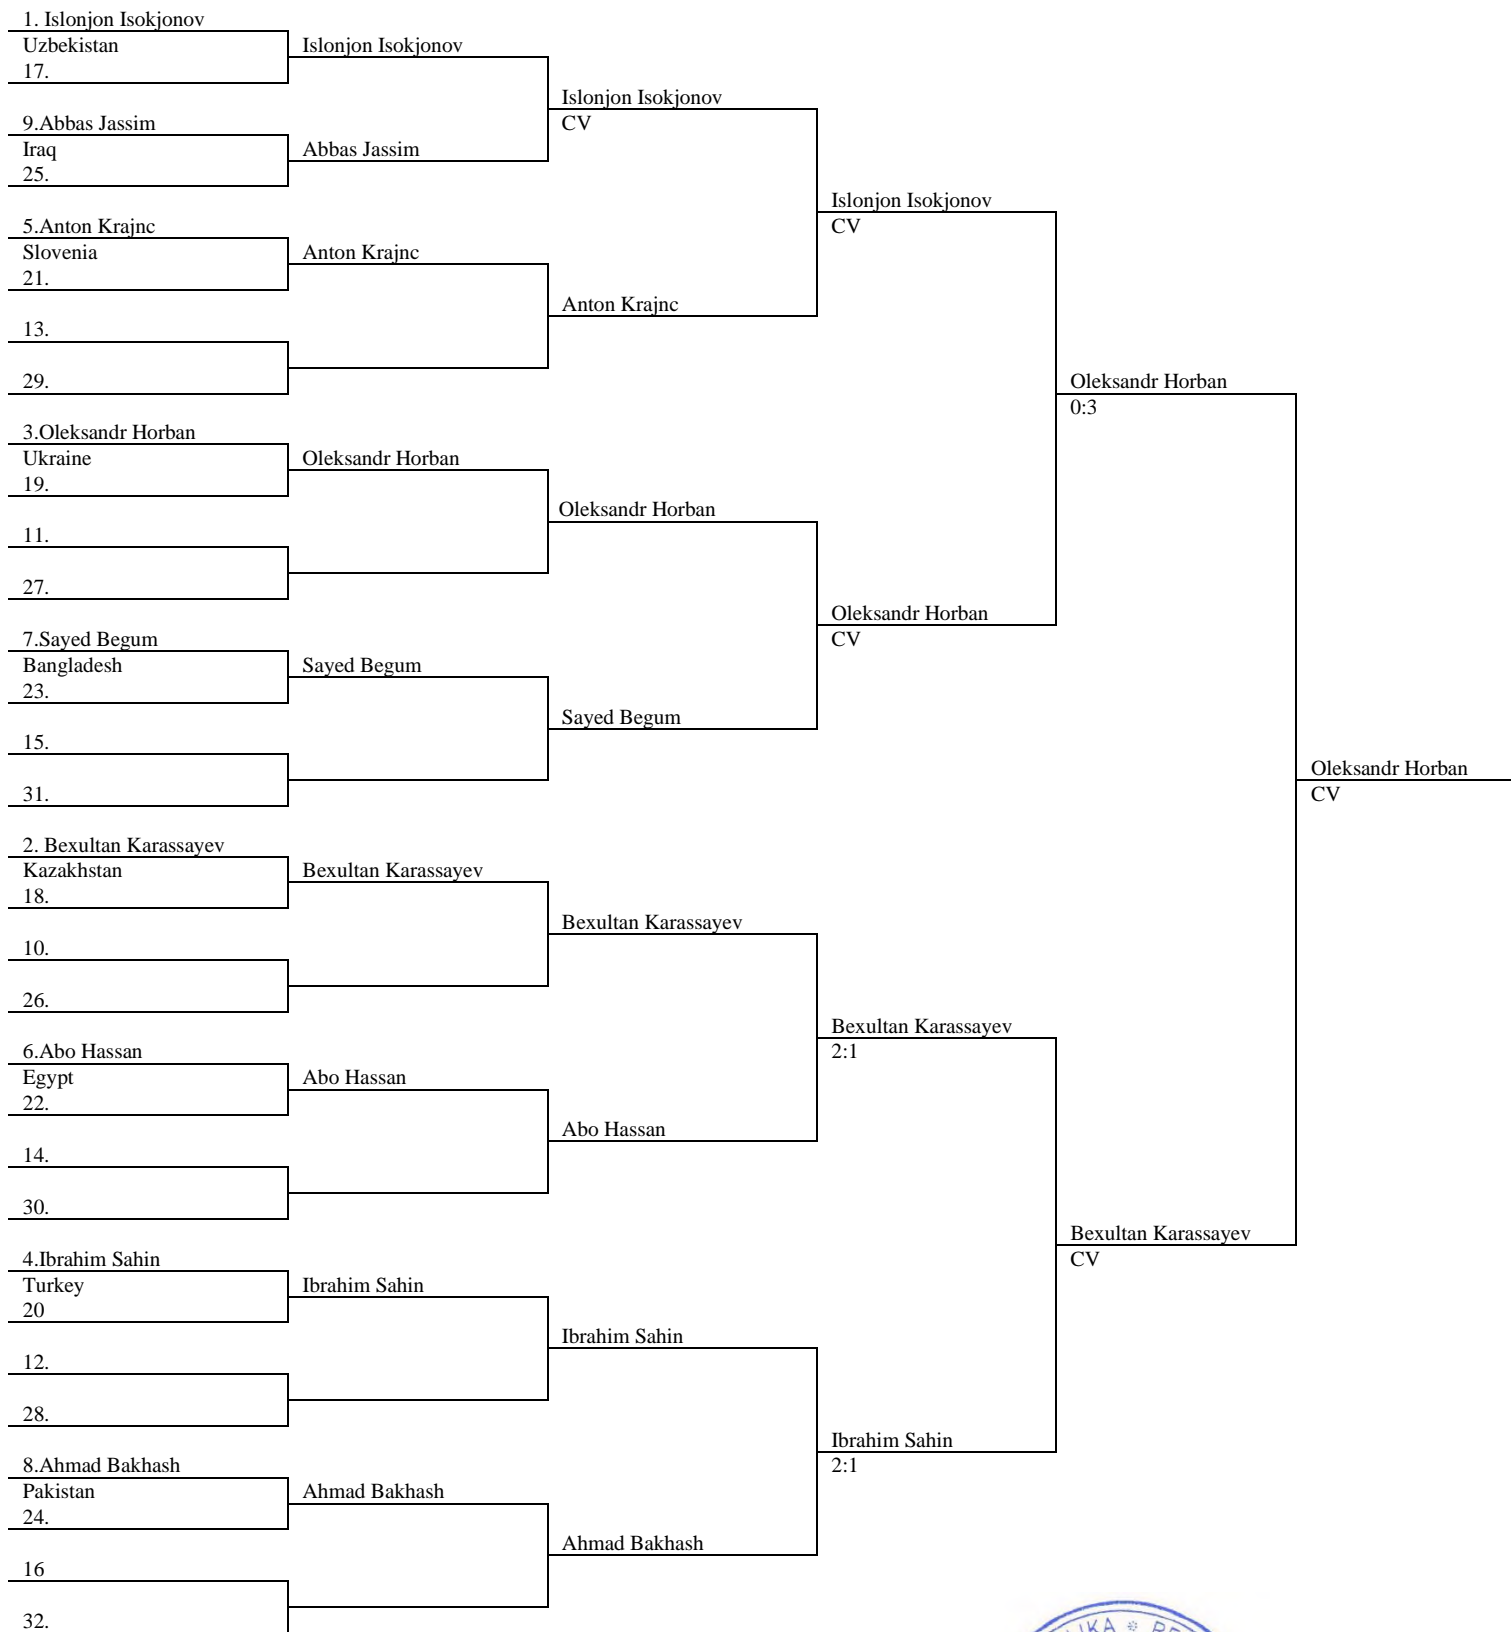 1. Islonjon Isokjonov
Uzbekistan
17.
9.Abbas Jassim
Iraq
25.
5.Anton Krajnc
Slovenia
21.
13.
29.
3.Oleksandr Horban
Ukraine
19.
11.
27.
7.Sayed Begum
Bangladesh
23.
15.
31.
2. Bexultan Karassayev
Kazakhstan
18.
10.
26.
6.Abo Hassan
Egypt
22.
14.
30.
4.Ibrahim Sahin
Turkey
20
12.
28.
8.Ahmad Bakhash
Pakistan
24.
16
32.
Islonjon Isokjonov
Abbas Jassim
Anton Krajnc
Oleksandr Horban
Sayed Begum
Bexultan Karassayev
Abo Hassan
Ibrahim Sahin
Ahmad Bakhash
Islonjon Isokjonov
CV
Anton Krajnc
Oleksandr Horban
Sayed Begum
Bexultan Karassayev
Abo Hassan
Ibrahim Sahin
Ahmad Bakhash
Islonjon Isokjonov
CV
Oleksandr Horban
CV
Bexultan Karassayev
2:1
Ibrahim Sahin
2:1
Oleksandr Horban
0:3
Bexultan Karassayev
CV
Oleksandr Horban
CV